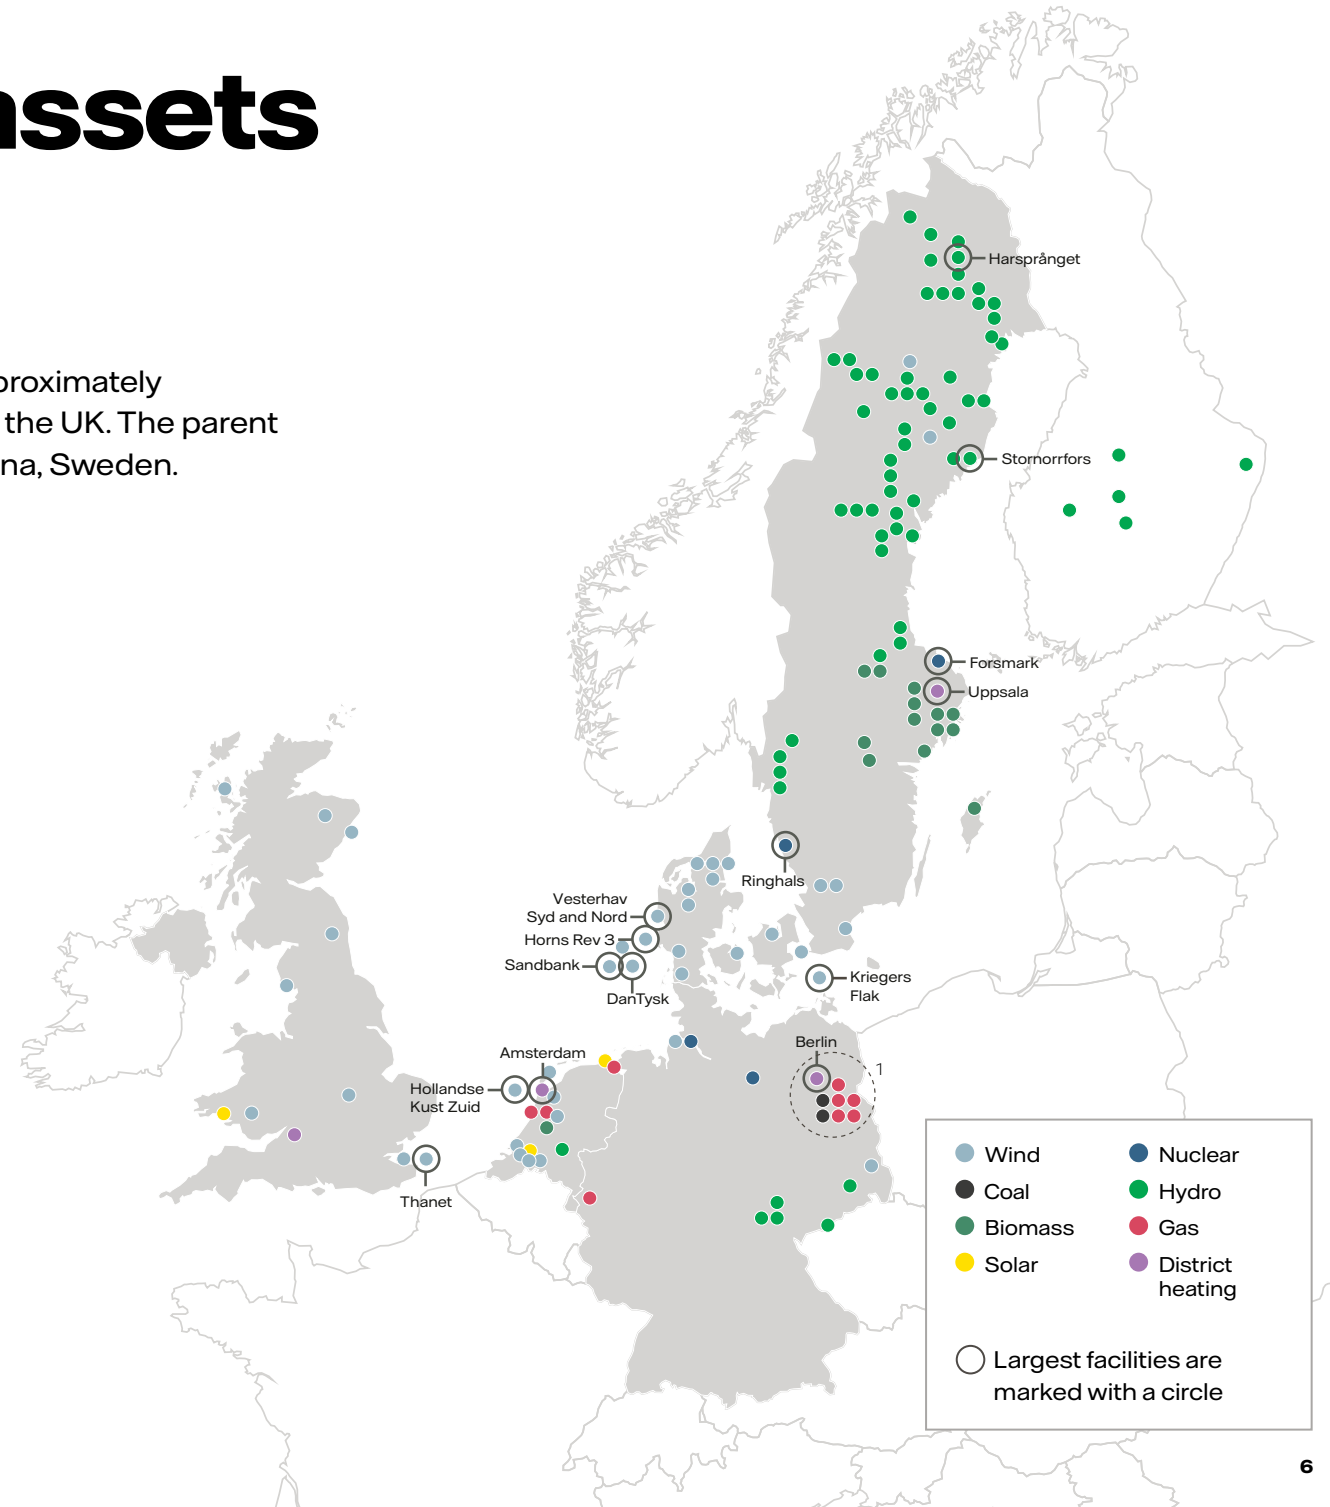 assets
proximately
the UK. The parent
na, Sweden.
Harsprånget
Stornorrfors
Forsmark
Uppsala
Ringhals
Vesterhav
Syd and Nord
Horns Rev 3
Sandbank
DanTysk
Kriegers
Flak
Berlin
1
Amsterdam
Hollandse
Kust Zuid
Thanet
Wind
Coal
Biomass
Solar
Nuclear
Hydro
Gas
District
heating
Largest facilities are
marked with a circle
6